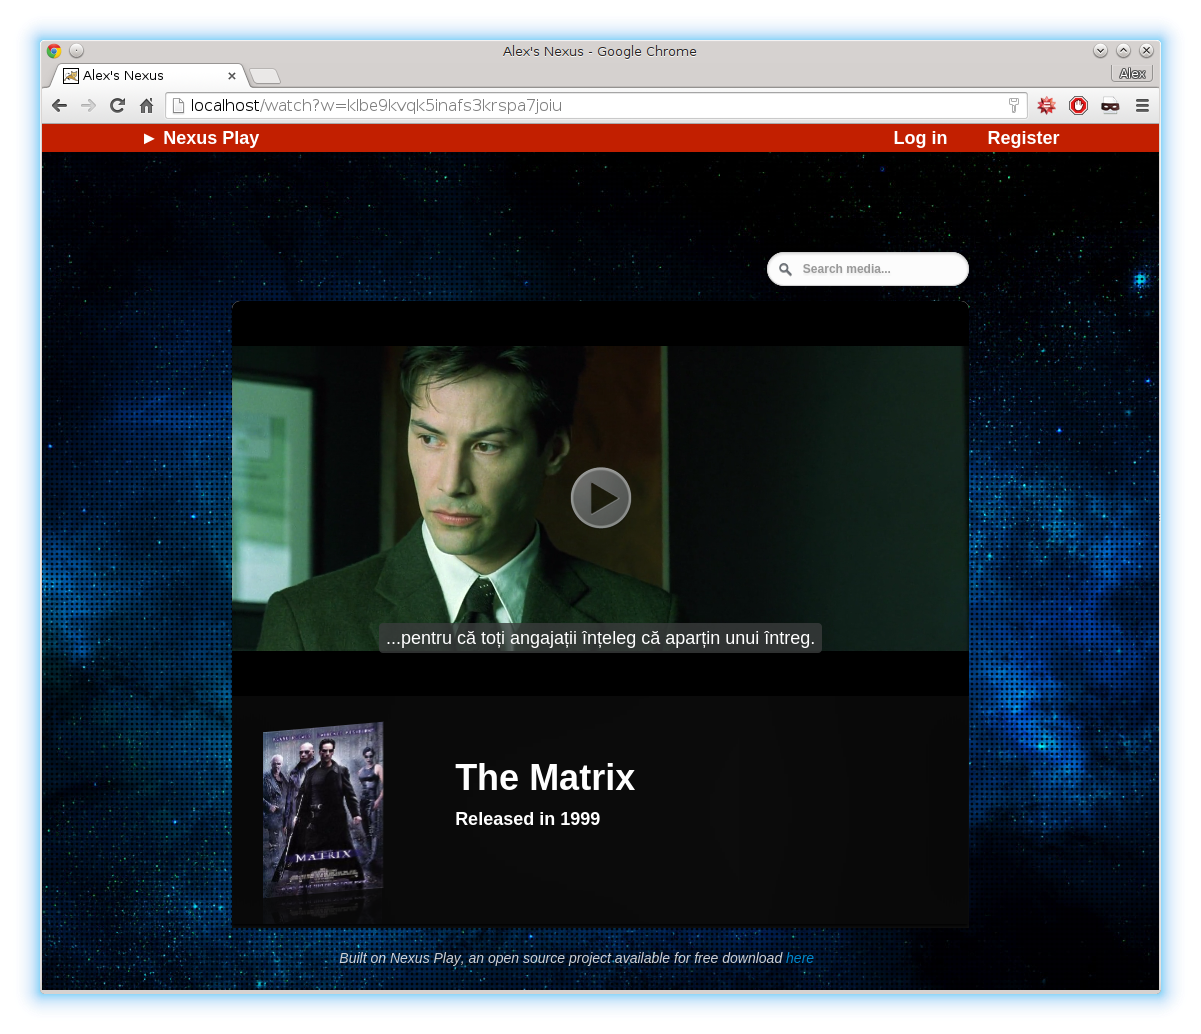 Alex's Nexus - Google Chrome
Alex's Nexus
Alex
localhost/watch?w=klbe9kvqk5inafs3krspa7joiu
► Nexus Play
Log in
Register
Search media...
...pentru că toți angajații înțeleg că aparțin unui întreg.
MATRIX
The Matrix
Released in 1999
Built on Nexus Play, an open source project available for free download here